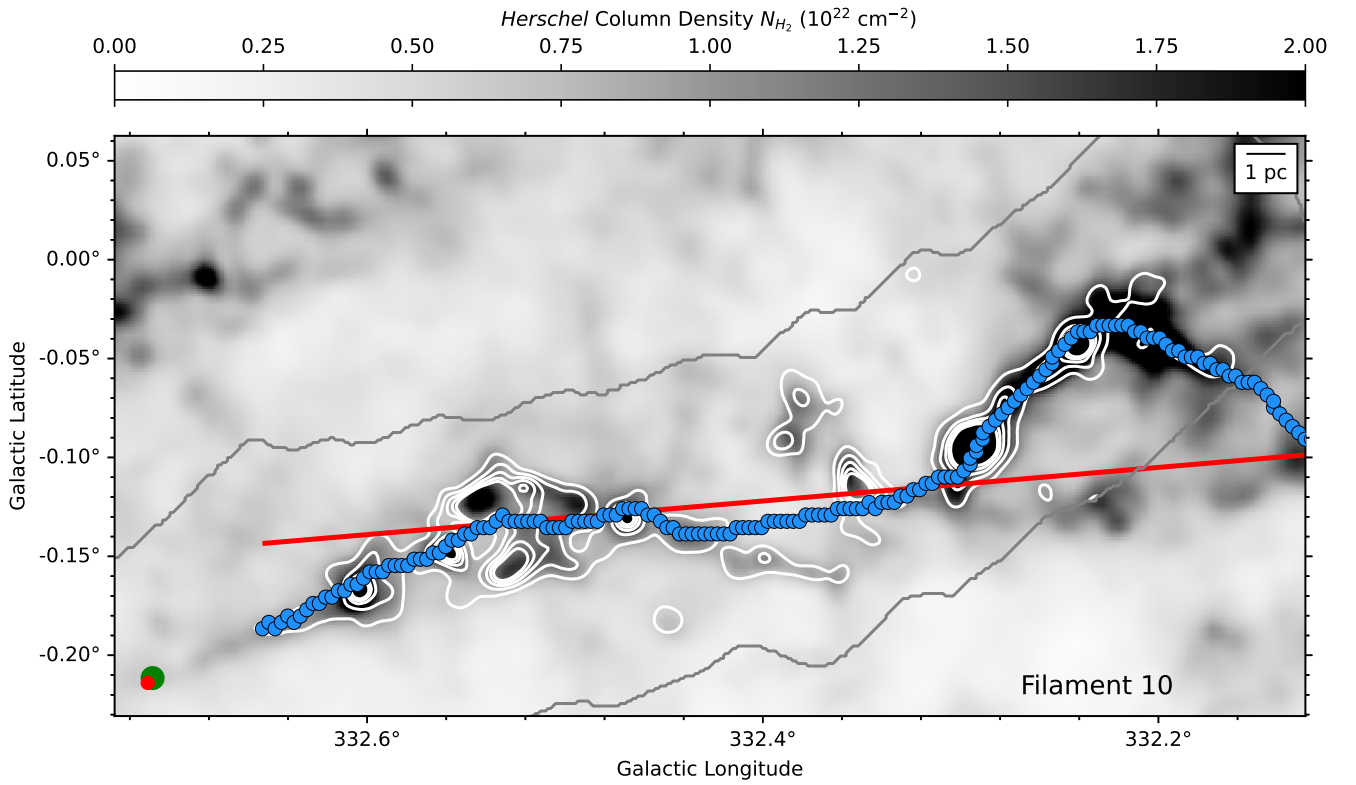 Herschel Column Density N_{H_2} (10^{22} cm^{-2})
0.00 0.25 0.50 0.75 1.00 1.25 1.50 1.75 2.00
0.05°
1 pc
0.00°
-0.05°
-0.10°
-0.15°
-0.20°
Galactic Latitude
Filament 10
332.6° 332.4° 332.2°
Galactic Longitude